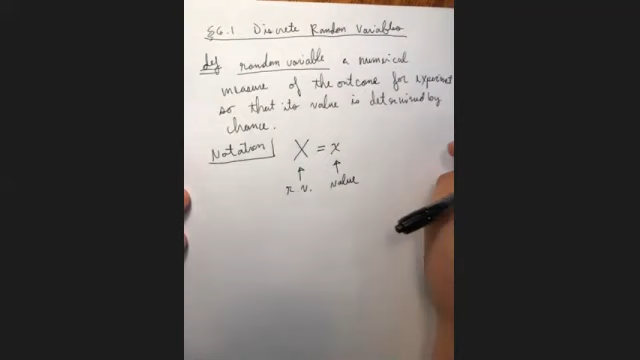 §6.1 Discrete Random Variables
def random variable a numerical
measure of the outcome for experiment
so that its value is determined by
chance.
Notation X = x
r.v. value